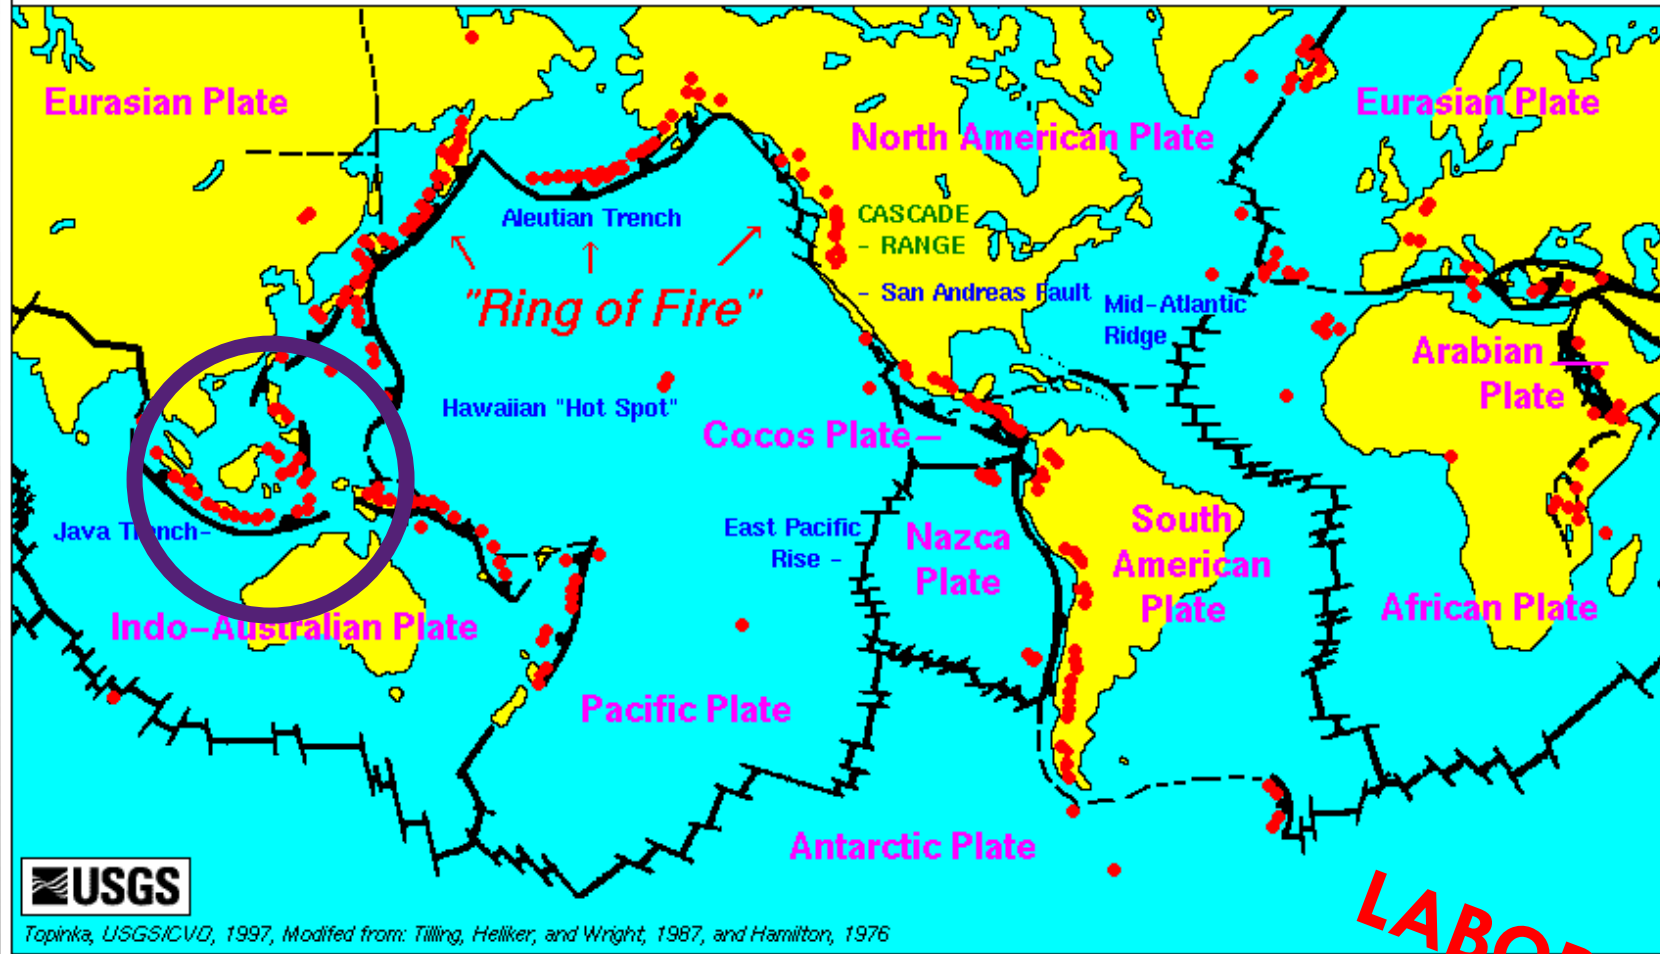 Eurasian Plate
Eurasian Plate
North American Plate
Aleutian Trench
CASCADE
- RANGE
"Ring of Fire"
- San Andreas Fault
Mid-Atlantic
Ridge
Arabian
Plate
Hawaiian "Hot Spot"
Cocos Plate
Java Trench-
East Pacific
Rise -
Nazca
Plate
South
American
Plate
African Plate
Indo-Australian Plate
Pacific Plate
Antarctic Plate
USGS
Topinka, USGS/CVO, 1997, Modifed from: Tilling, Heliker, and Wright, 1987, and Hamilton, 1976